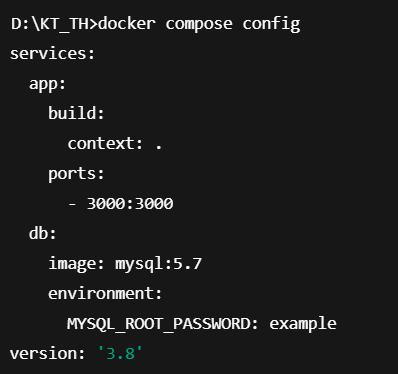 D:\KT_TH>docker compose config
services:
  app:
    build:
      context: .
    ports:
      - 3000:3000
  db:
    image: mysql:5.7
    environment:
      MYSQL_ROOT_PASSWORD: example
version: '3.8'